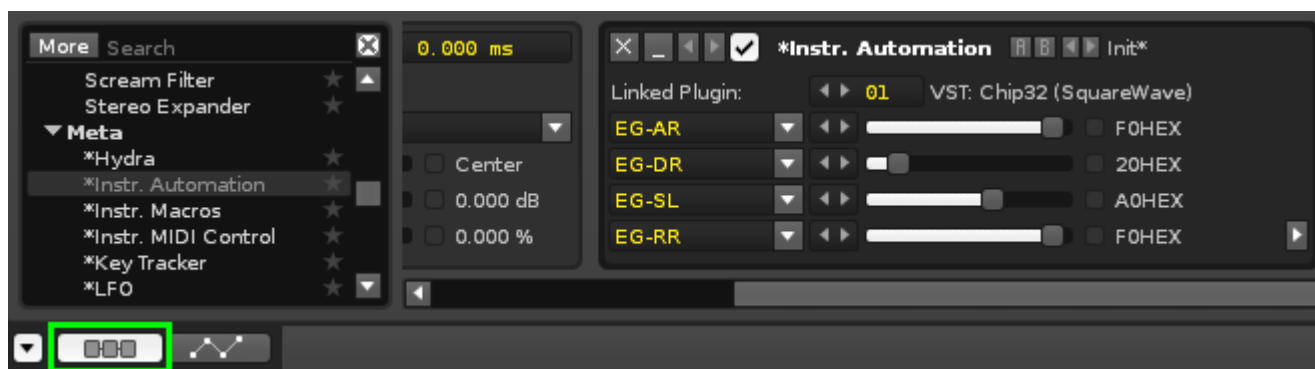 More Search
Scream Filter
Stereo Expander
Meta
*Hydra
*Instr. Automation
*Instr. Macros
*Instr. MIDI Control
*Key Tracker
*LFO
0.000 ms
Center
0.000 dB
0.000 %
*Instr. Automation A B Init*
Linked Plugin: 01 VST: Chip32 (SquareWave)
EG-AR F0HEX
EG-DR 20HEX
EG-SL A0HEX
EG-RR F0HEX